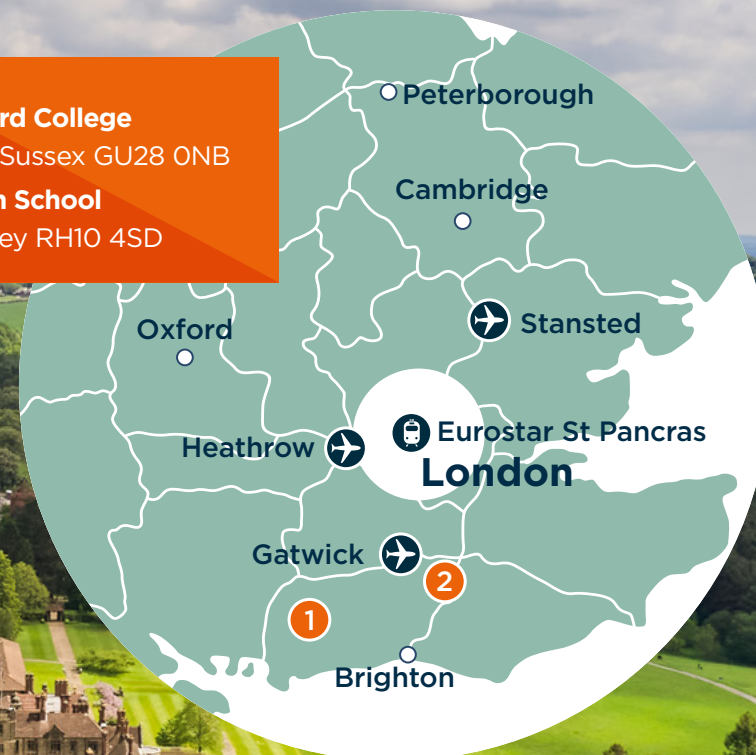 rd College
Sussex GU28 0NB
n School
ey RH10 4SD
Peterborough
Cambridge
Stansted
Oxford
Eurostar St Pancras
Heathrow
London
Gatwick
2
1
Brighton